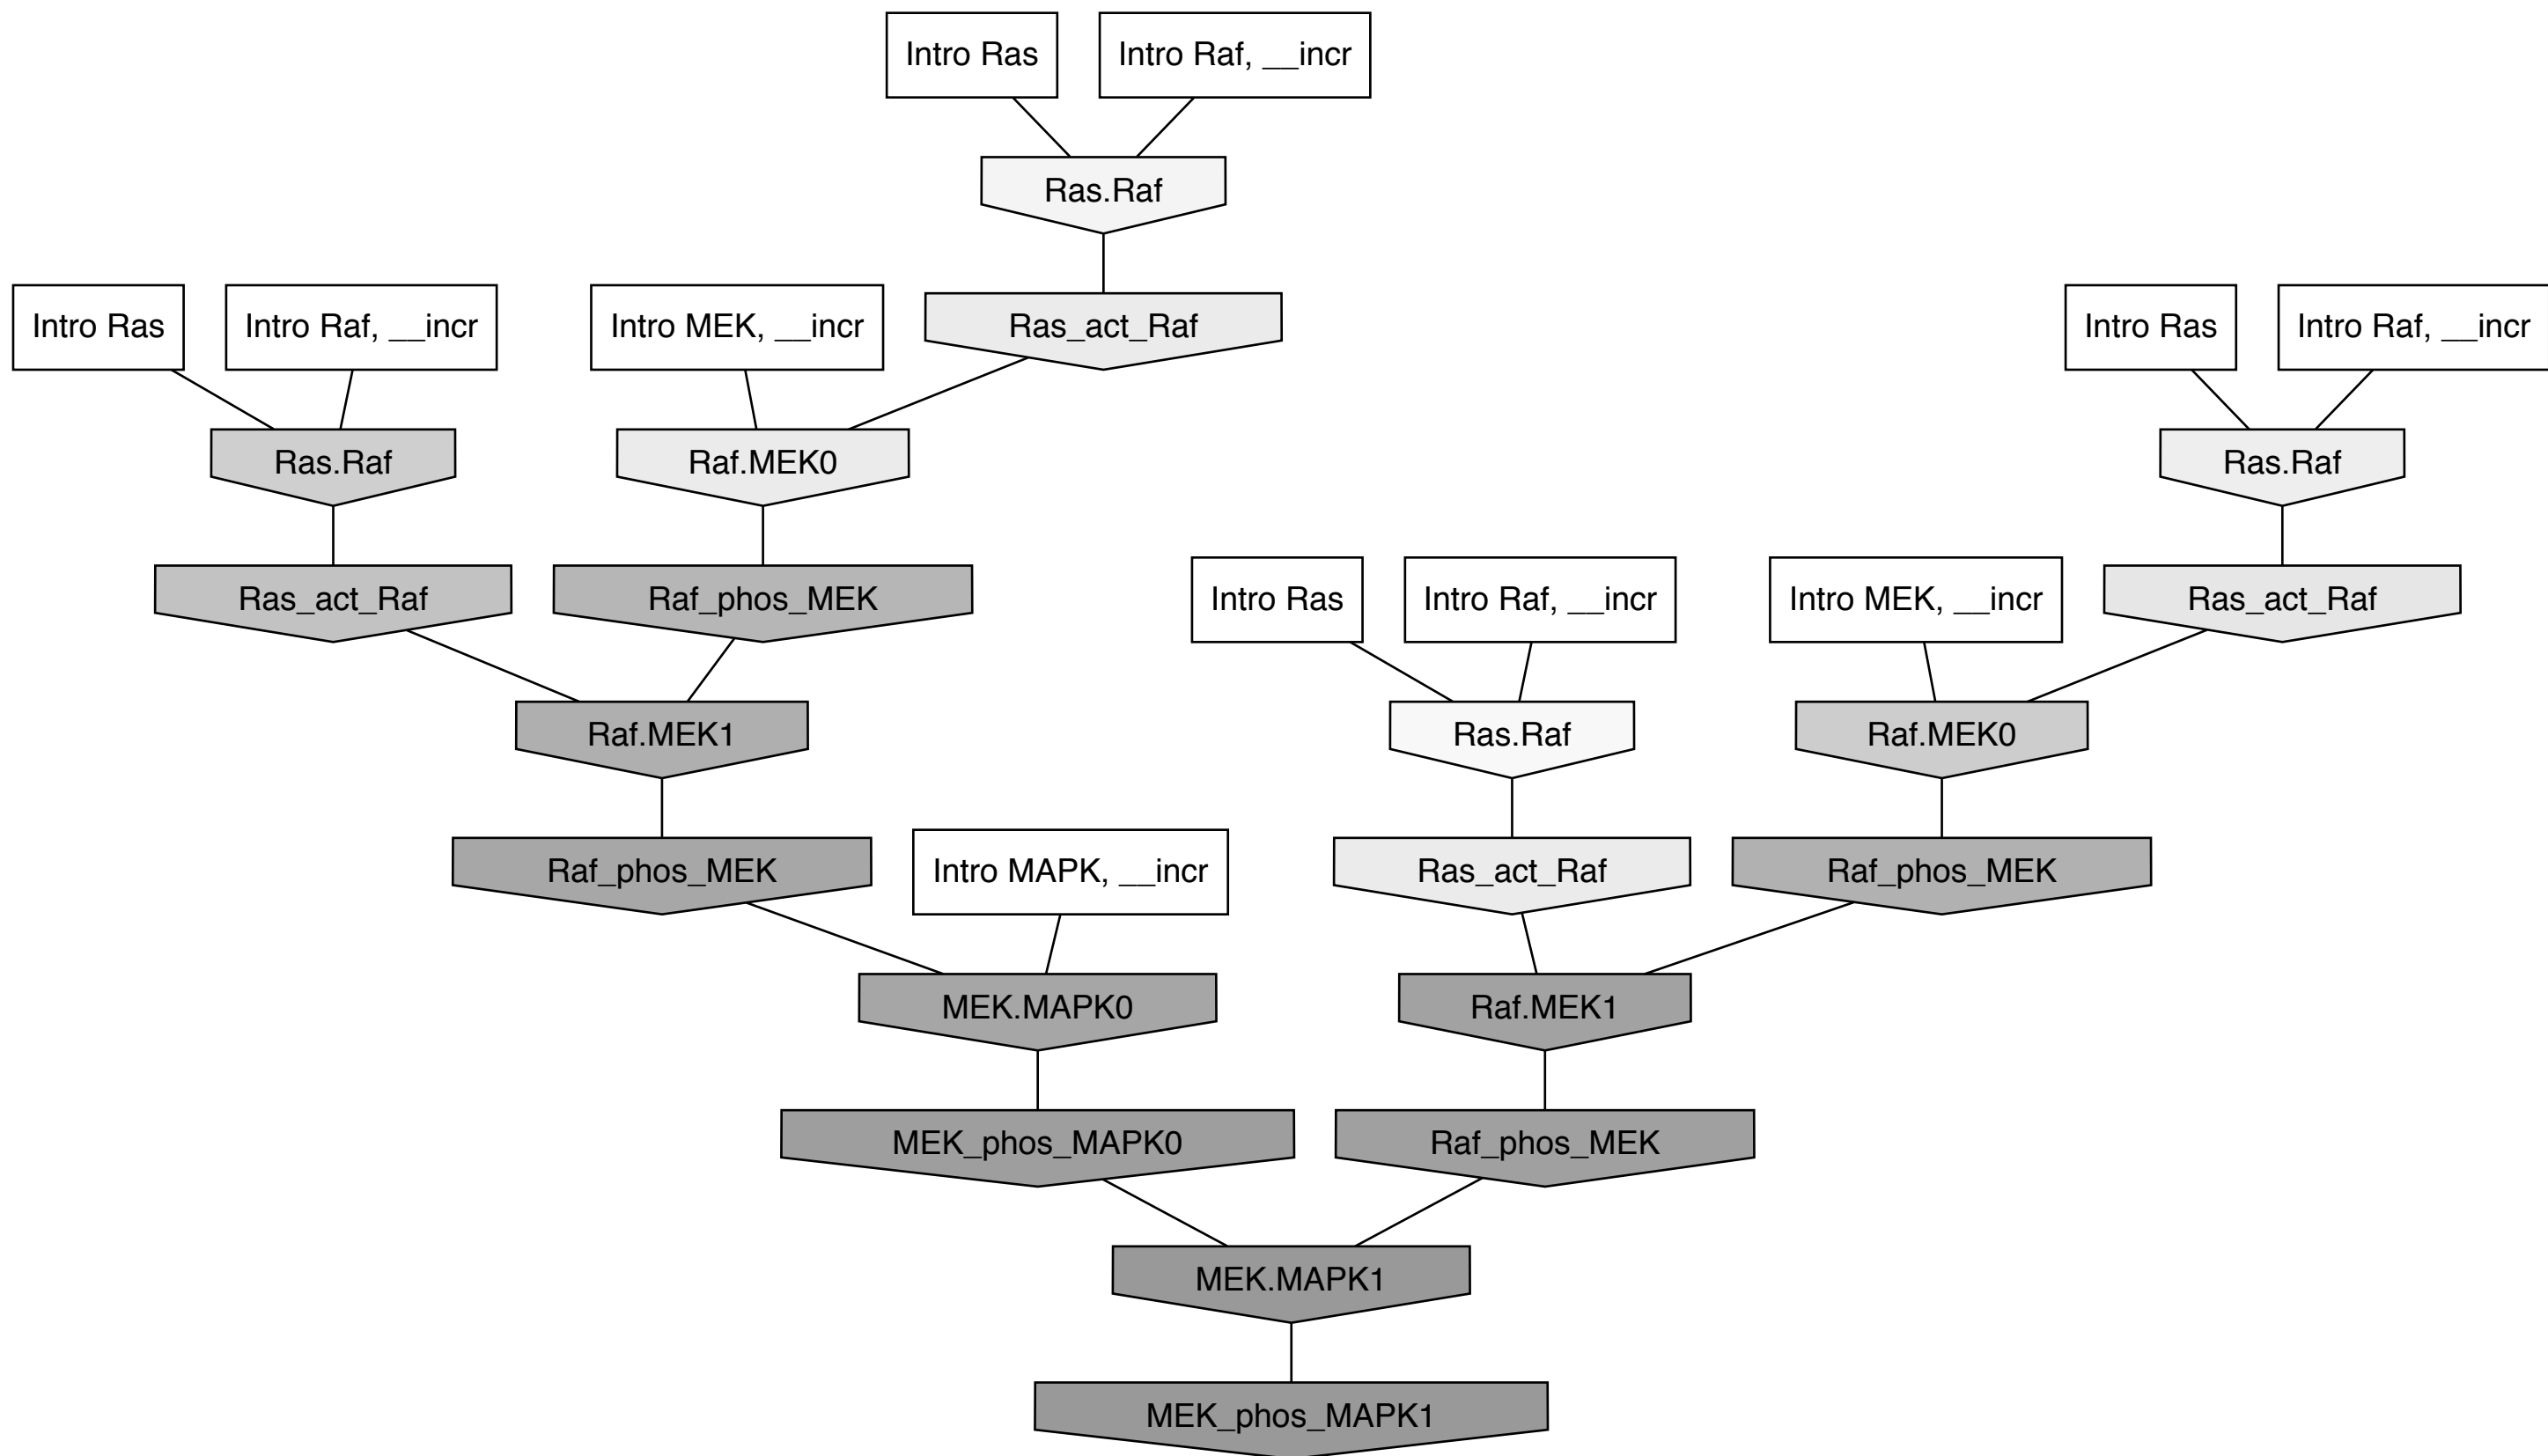 Intro Ras
Intro Raf, __incr
Ras.Raf
Intro Ras
Intro Raf, __incr
Intro MEK, __incr
Ras_act_Raf
Intro Ras
Intro Raf, __incr
Ras.Raf
Raf.MEK0
Ras.Raf
Ras_act_Raf
Raf_phos_MEK
Intro Ras
Intro Raf, __incr
Intro MEK, __incr
Ras_act_Raf
Raf.MEK1
Ras.Raf
Raf.MEK0
Raf_phos_MEK
Intro MAPK, __incr
Ras_act_Raf
Raf_phos_MEK
MEK.MAPK0
Raf.MEK1
MEK_phos_MAPK0
Raf_phos_MEK
MEK.MAPK1
MEK_phos_MAPK1